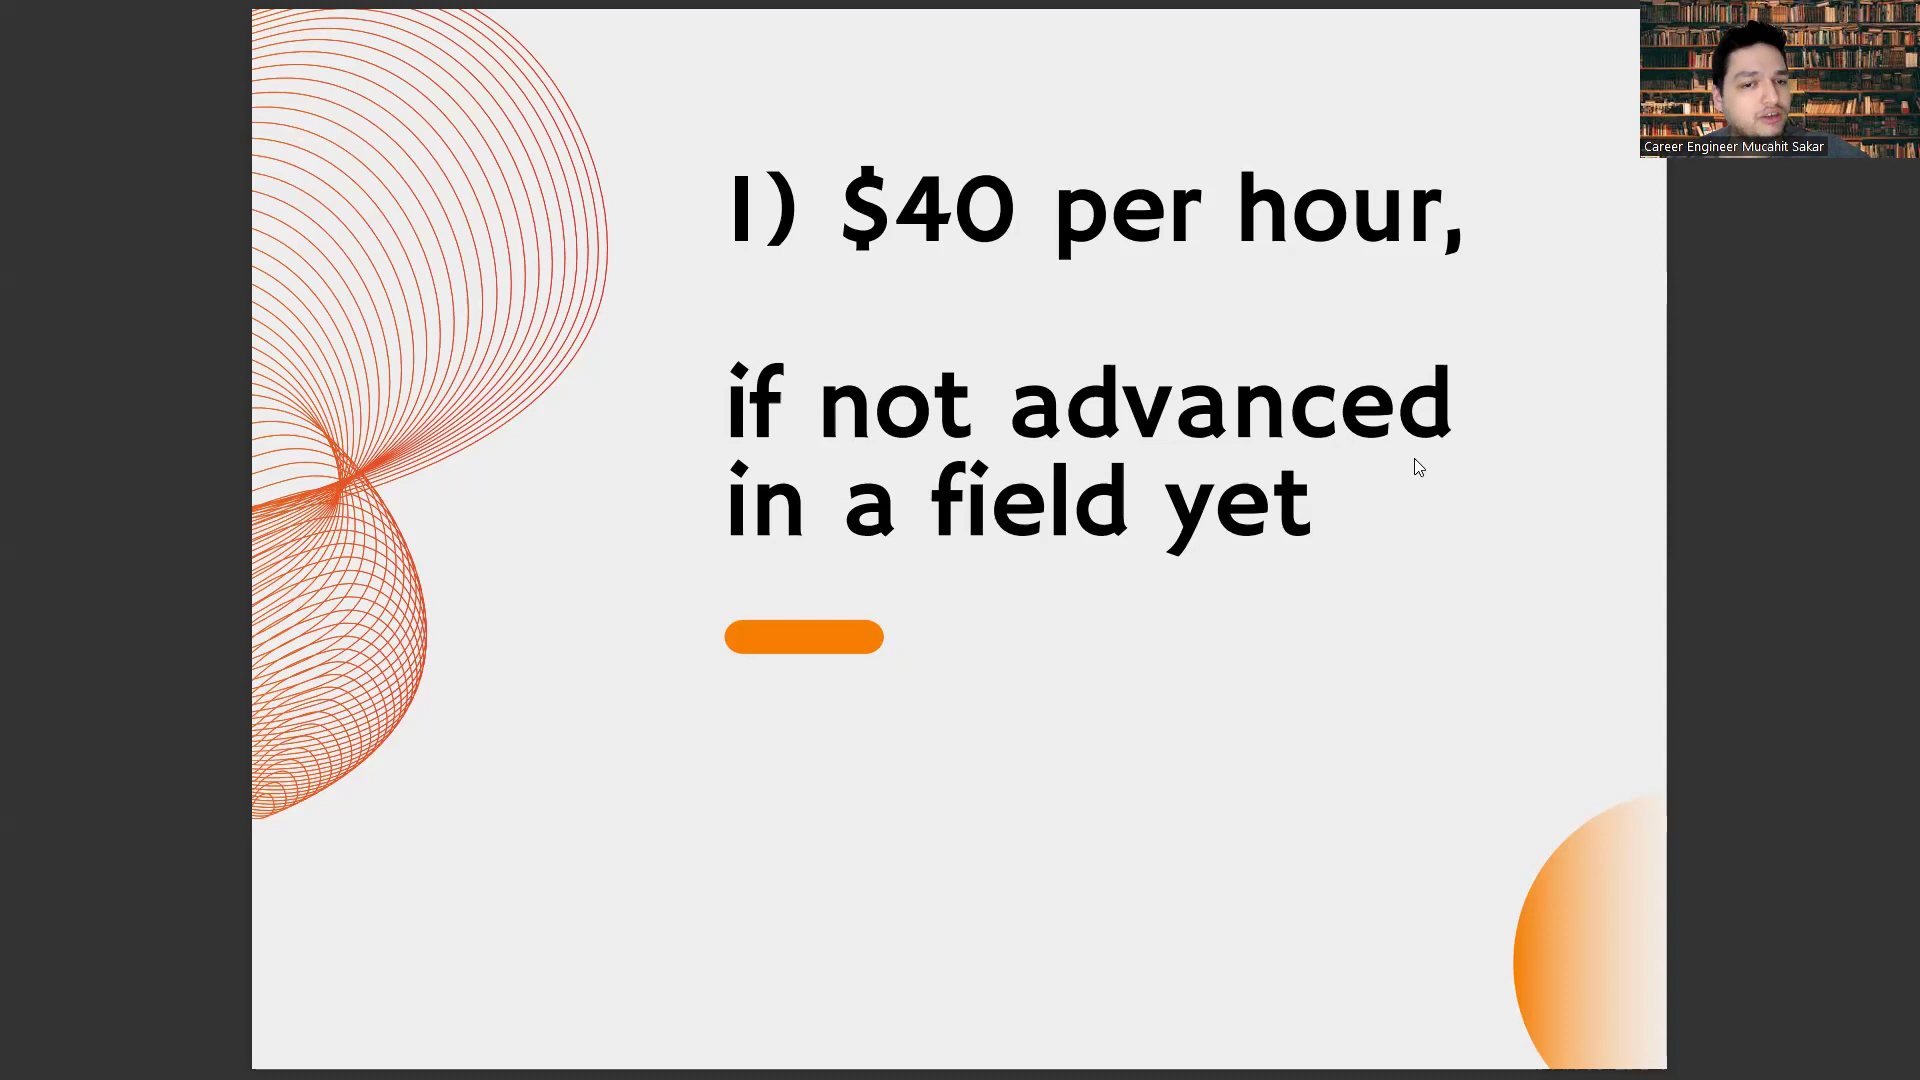 1) $40 per hour,
if not advanced
in a field yet
Career Engineer Mucahit Sakar